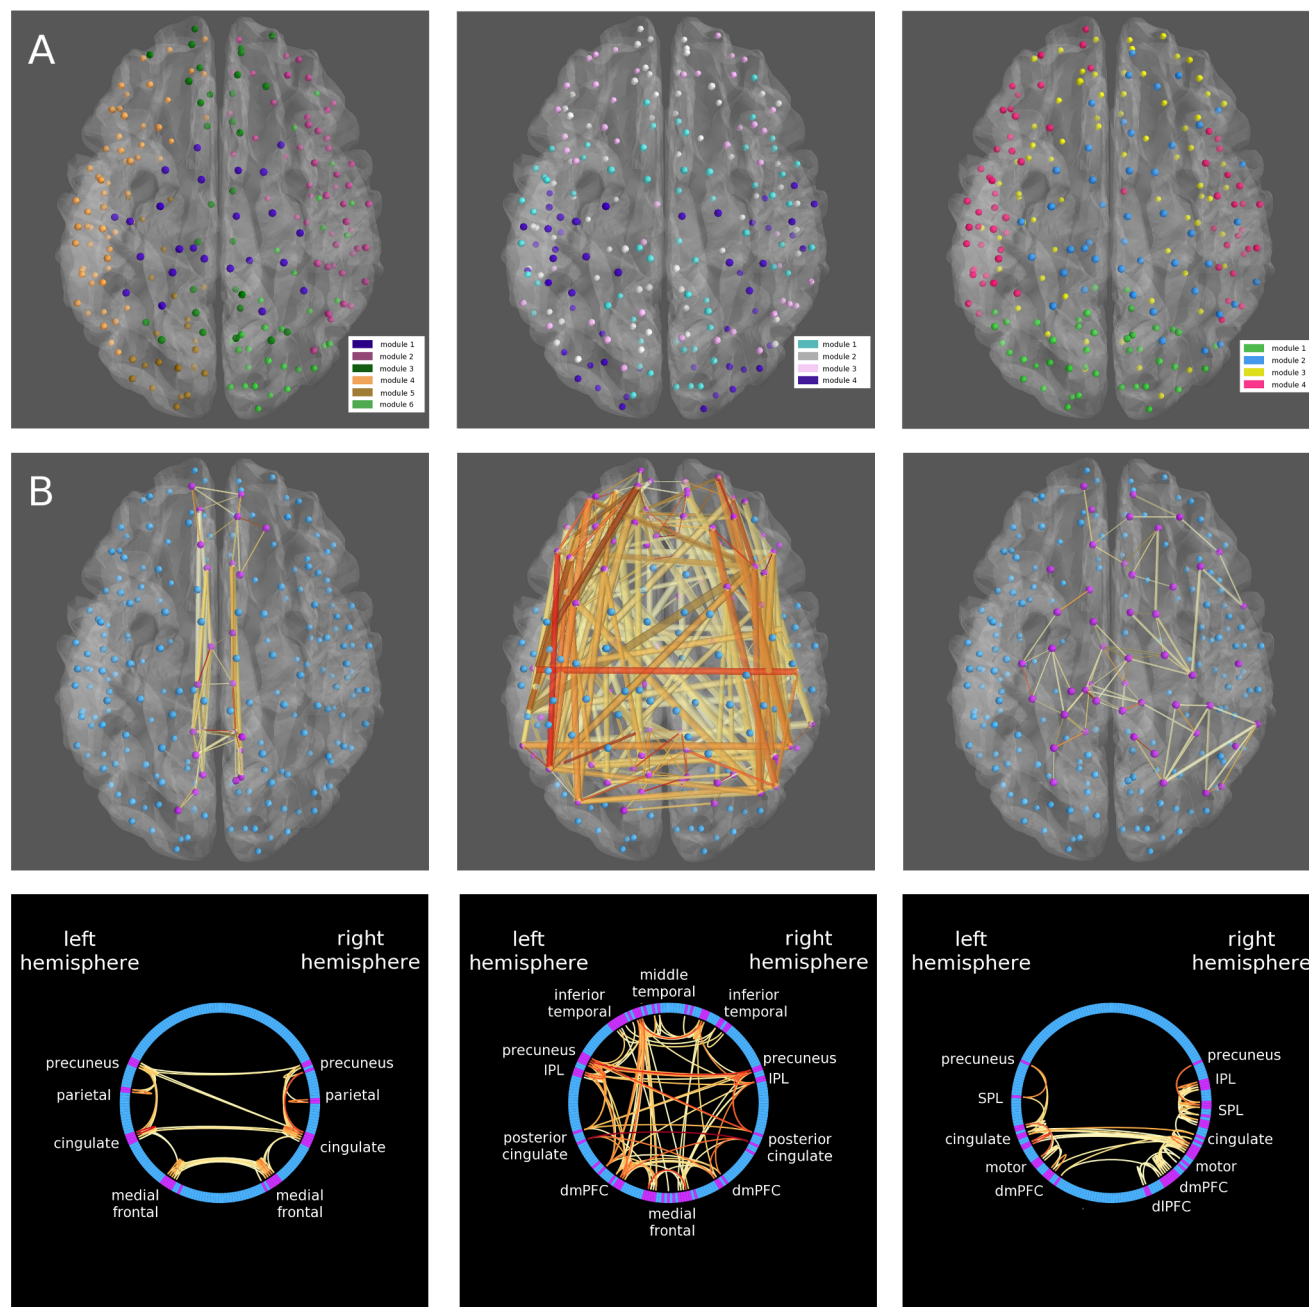 A
module 1
module 2
module 3
module 4
module 5
module 6
module 1
module 2
module 3
module 4
module 1
module 2
module 3
module 4
B
left
hemisphere
right
hemisphere
precuneus
precuneus
parietal
parietal
cingulate
cingulate
medial
frontal
medial
frontal
left
hemisphere
right
hemisphere
middle
temporal
inferior
temporal
inferior
temporal
precuneus
precuneus
IPL
IPL
posterior
cingulate
posterior
cingulate
dmPFC
dmPFC
medial
frontal
left
hemisphere
right
hemisphere
precuneus
precuneus
IPL
SPL
SPL
cingulate
cingulate
motor
motor
dmPFC
dmPFC
dlPFC